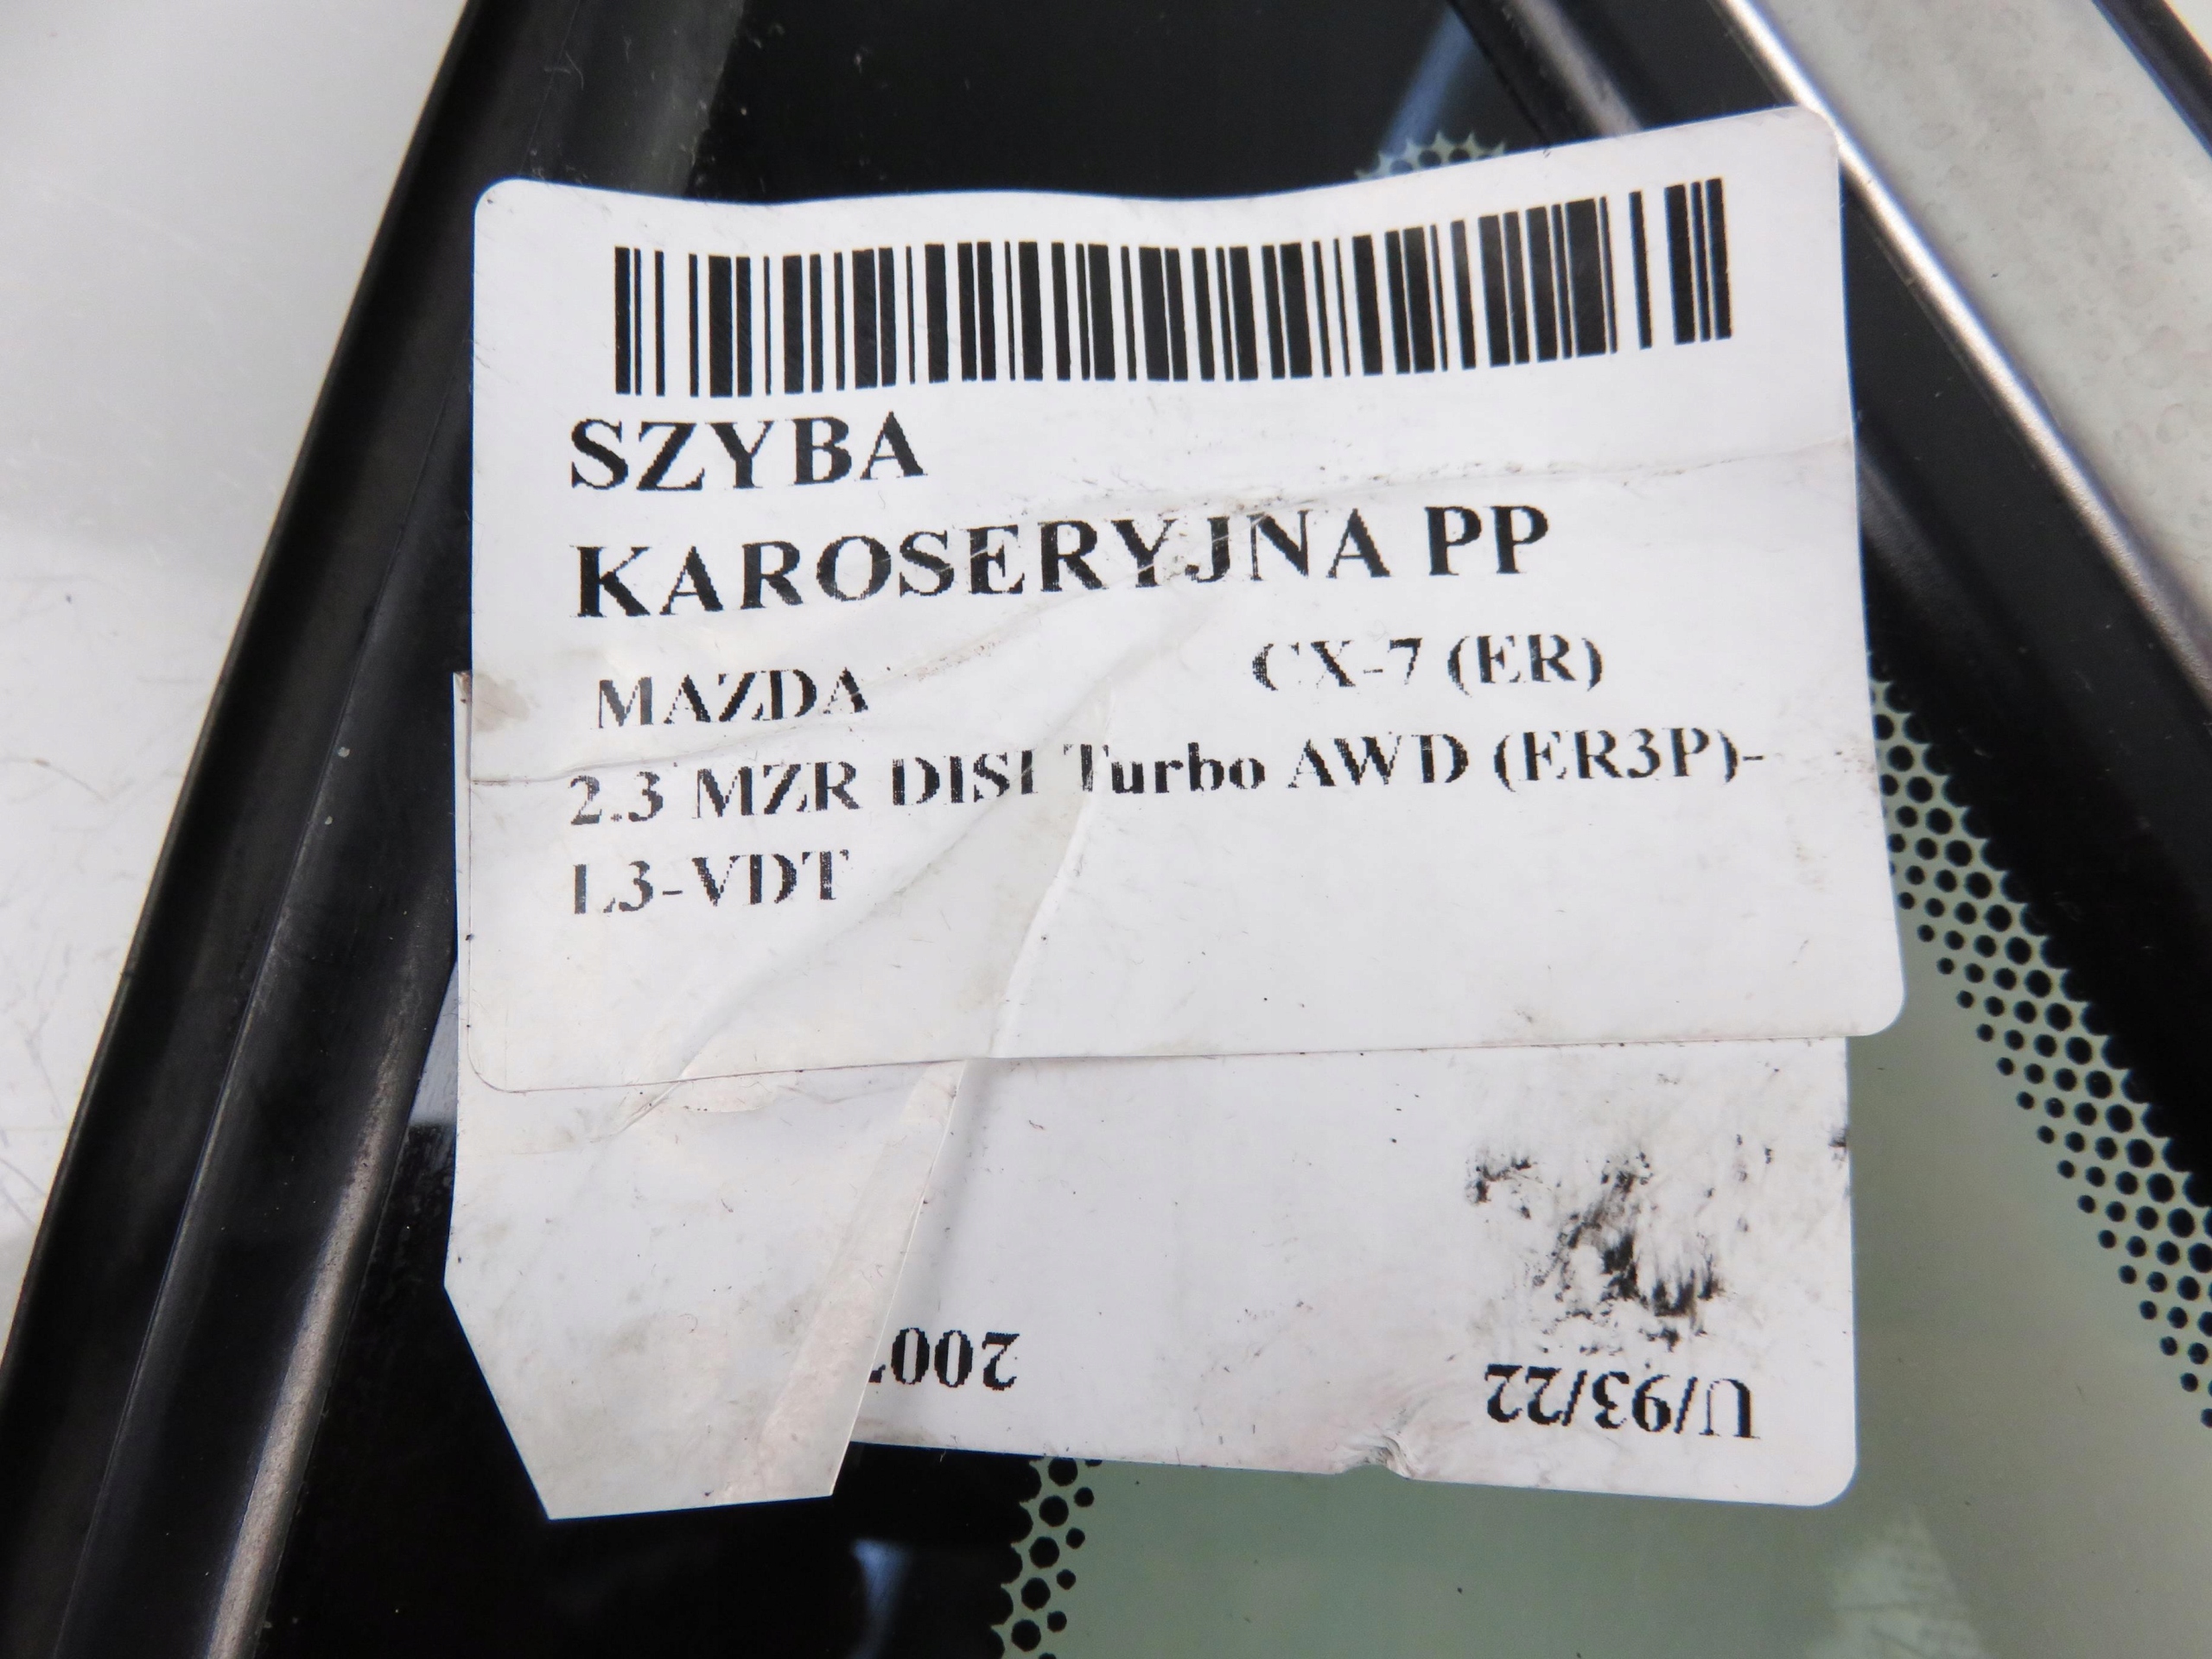 SZYBA
KAROSERYJNA PP
MAZDA CX-7 (ER)
2.3 MZR DISI Turbo AWD (ER3P)-
L3-VDT
U/93/22